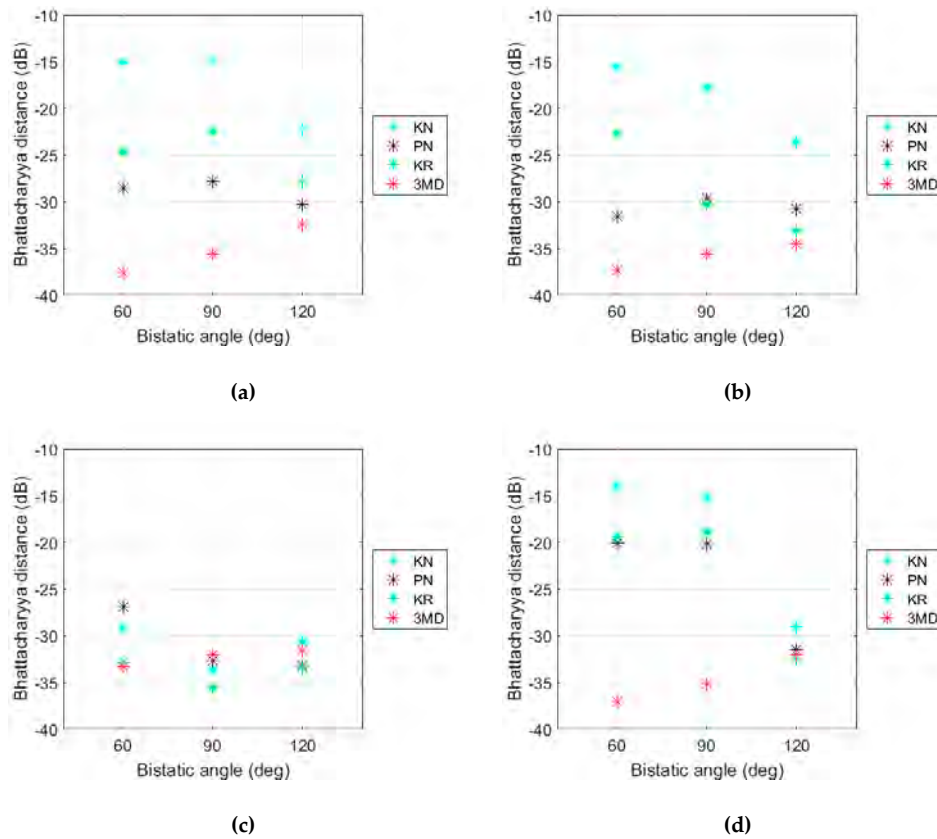 -10
-15
-20
-25
-30
-35
-40
Bhattacharyya distance (dB)
60 90 120
Bistatic angle (deg)
KN
PN
KR
3MD
(a)
-10
-15
-20
-25
-30
-35
-40
Bhattacharyya distance (dB)
60 90 120
Bistatic angle (deg)
KN
PN
KR
3MD
(b)
-10
-15
-20
-25
-30
-35
-40
Bhattacharyya distance (dB)
60 90 120
Bistatic angle (deg)
KN
PN
KR
3MD
(c)
-10
-15
-20
-25
-30
-35
-40
Bhattacharyya distance (dB)
60 90 120
Bistatic angle (deg)
KN
PN
KR
3MD
(d)